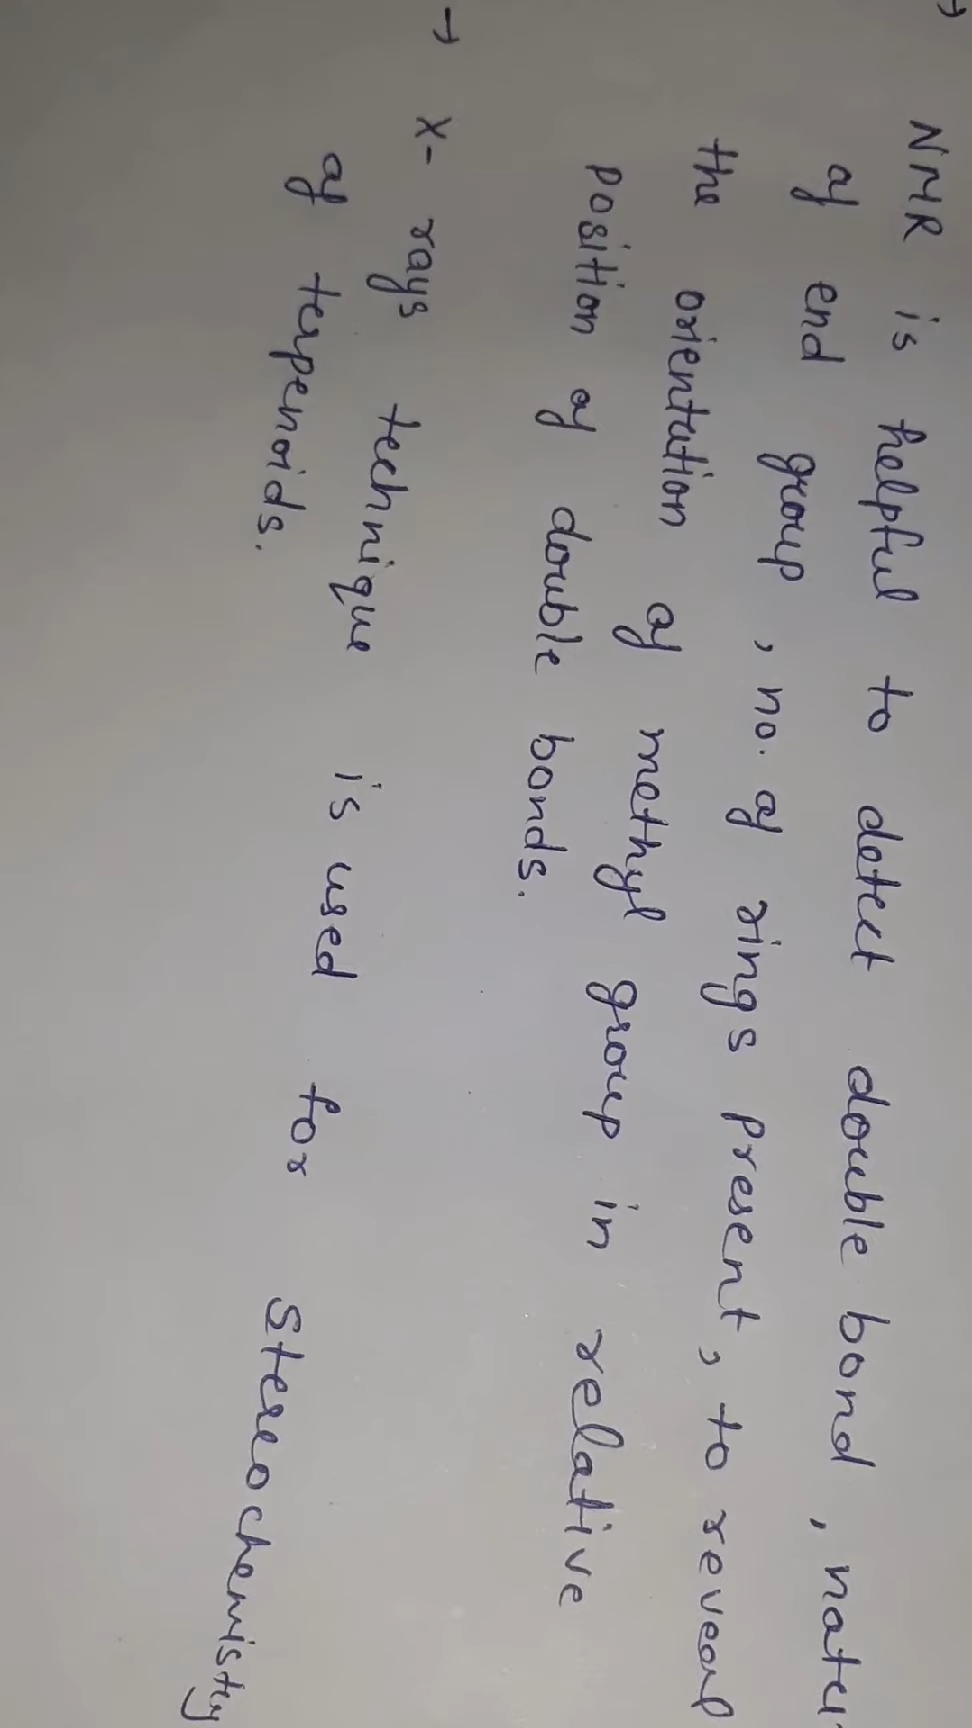 → NMR is helpful to detect double bond, natu
of end group, no. of rings present, to reveal
the orientation of methyl group in relative
position of double bonds.
→ X-rays technique is used for stereochemisty
of terpenoids.